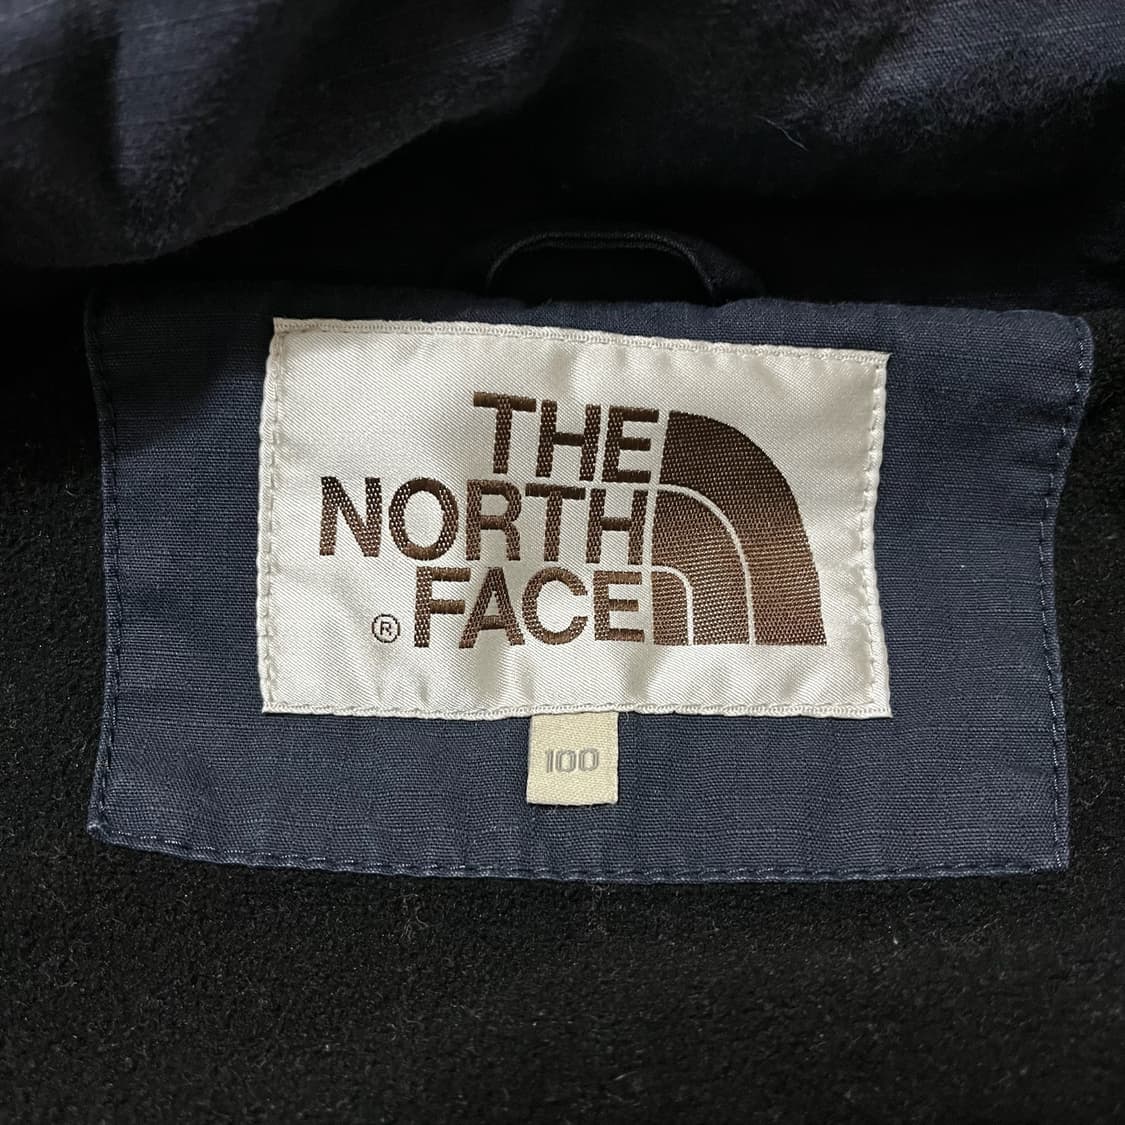 THE
NORTH
® FACE
100